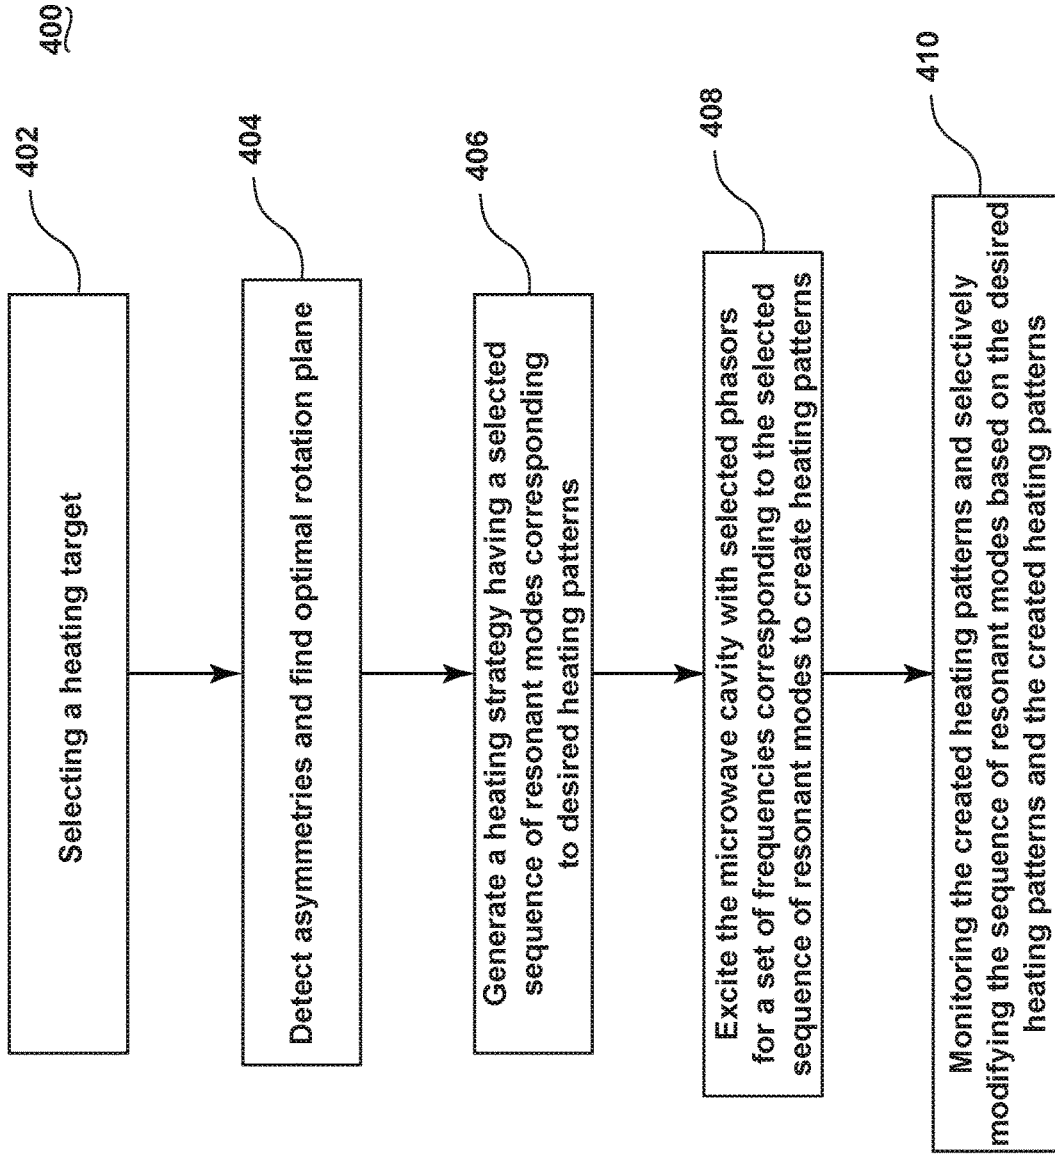 400
402
Selecting a heating target
404
Detect asymmetries and find optimal rotation plane
406
Generate a heating strategy having a selected
sequence of resonant modes corresponding
to desired heating patterns
408
Excite the microwave cavity with selected phasors
for a set of frequencies corresponding to the selected
sequence of resonant modes to create heating patterns
410
Monitoring the created heating patterns and selectively
modifying the sequence of resonant modes based on the desired
heating patterns and the created heating patterns